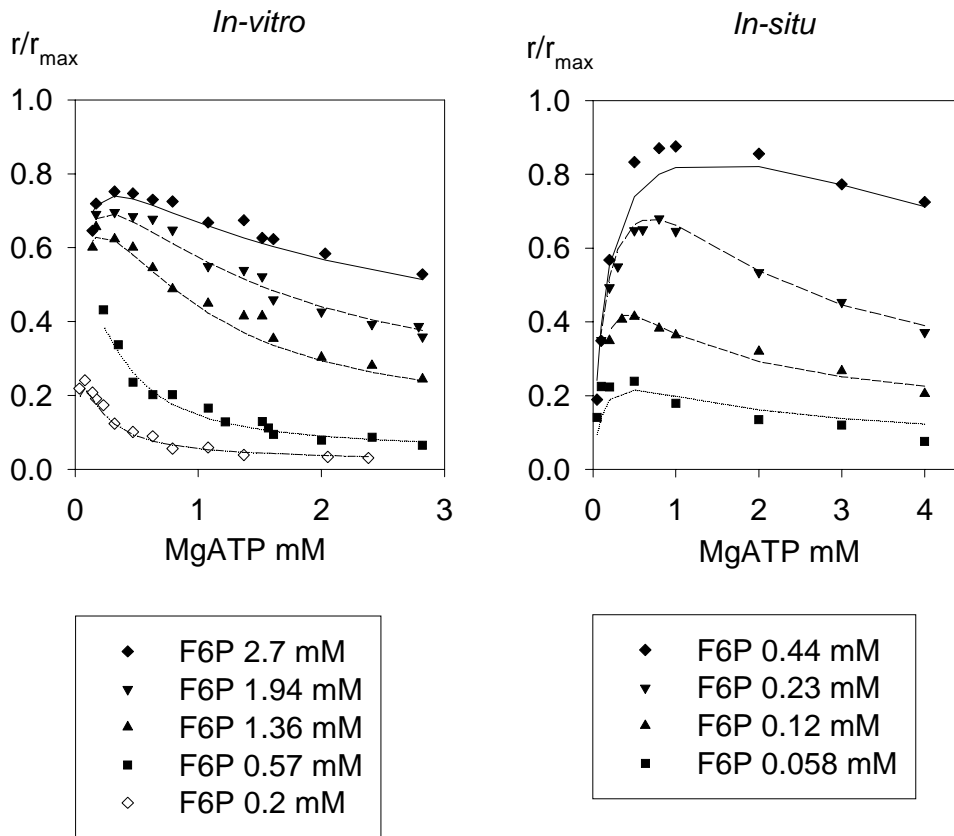 In-vitro
r/rmax
1.0
0.8
0.6
0.4
0.2
0.0
0 1 2 3
MgATP mM
F6P 2.7 mM
F6P 1.94 mM
F6P 1.36 mM
F6P 0.57 mM
F6P 0.2 mM
In-situ
r/rmax
1.0
0.8
0.6
0.4
0.2
0.0
0 1 2 3 4
MgATP mM
F6P 0.44 mM
F6P 0.23 mM
F6P 0.12 mM
F6P 0.058 mM